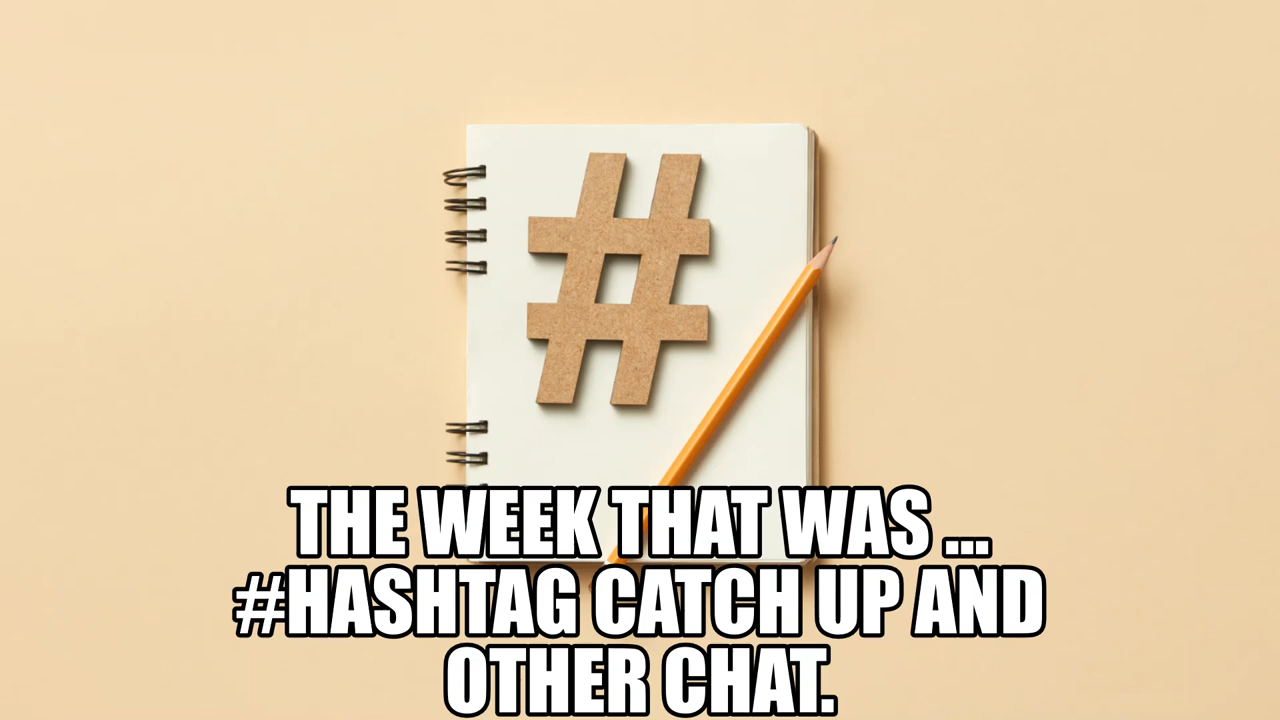 #
THE WEEK THAT WAS ...
#HASHTAG CATCH UP AND
OTHER CHAT.